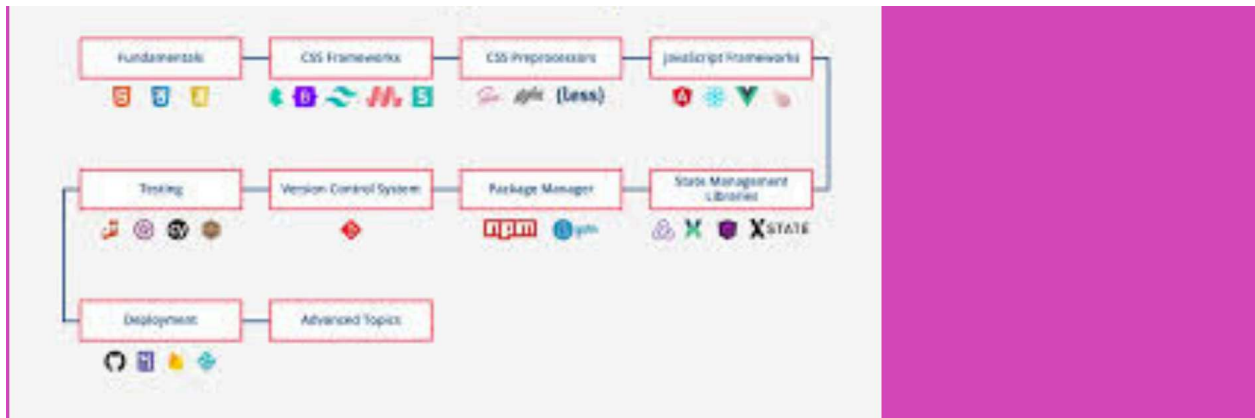 Fundamentals
CSS Frameworks
CSS Preprocessors
JavaScript Frameworks
B
S
Sass
(less)
Testing
Version Control System
Package Manager
State Management
Libraries
npm
yarn
XSTATE
Deployment
Advanced Topics